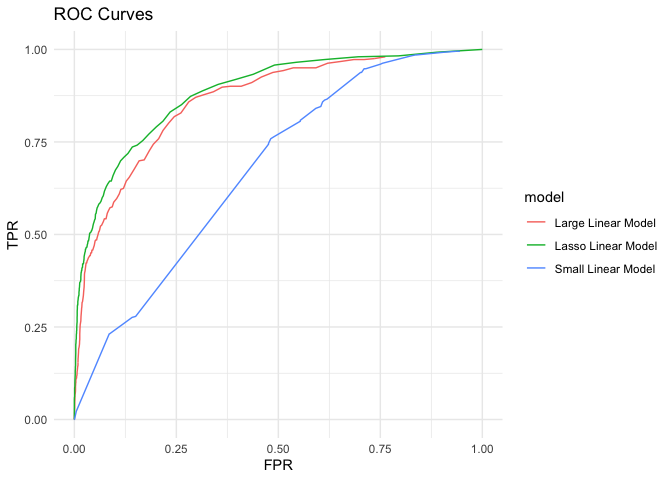 ROC Curves
1.00
0.75
0.50
0.25
0.00
TPR
0.00 0.25 0.50 0.75 1.00
FPR
model
Large Linear Model
Lasso Linear Model
Small Linear Model